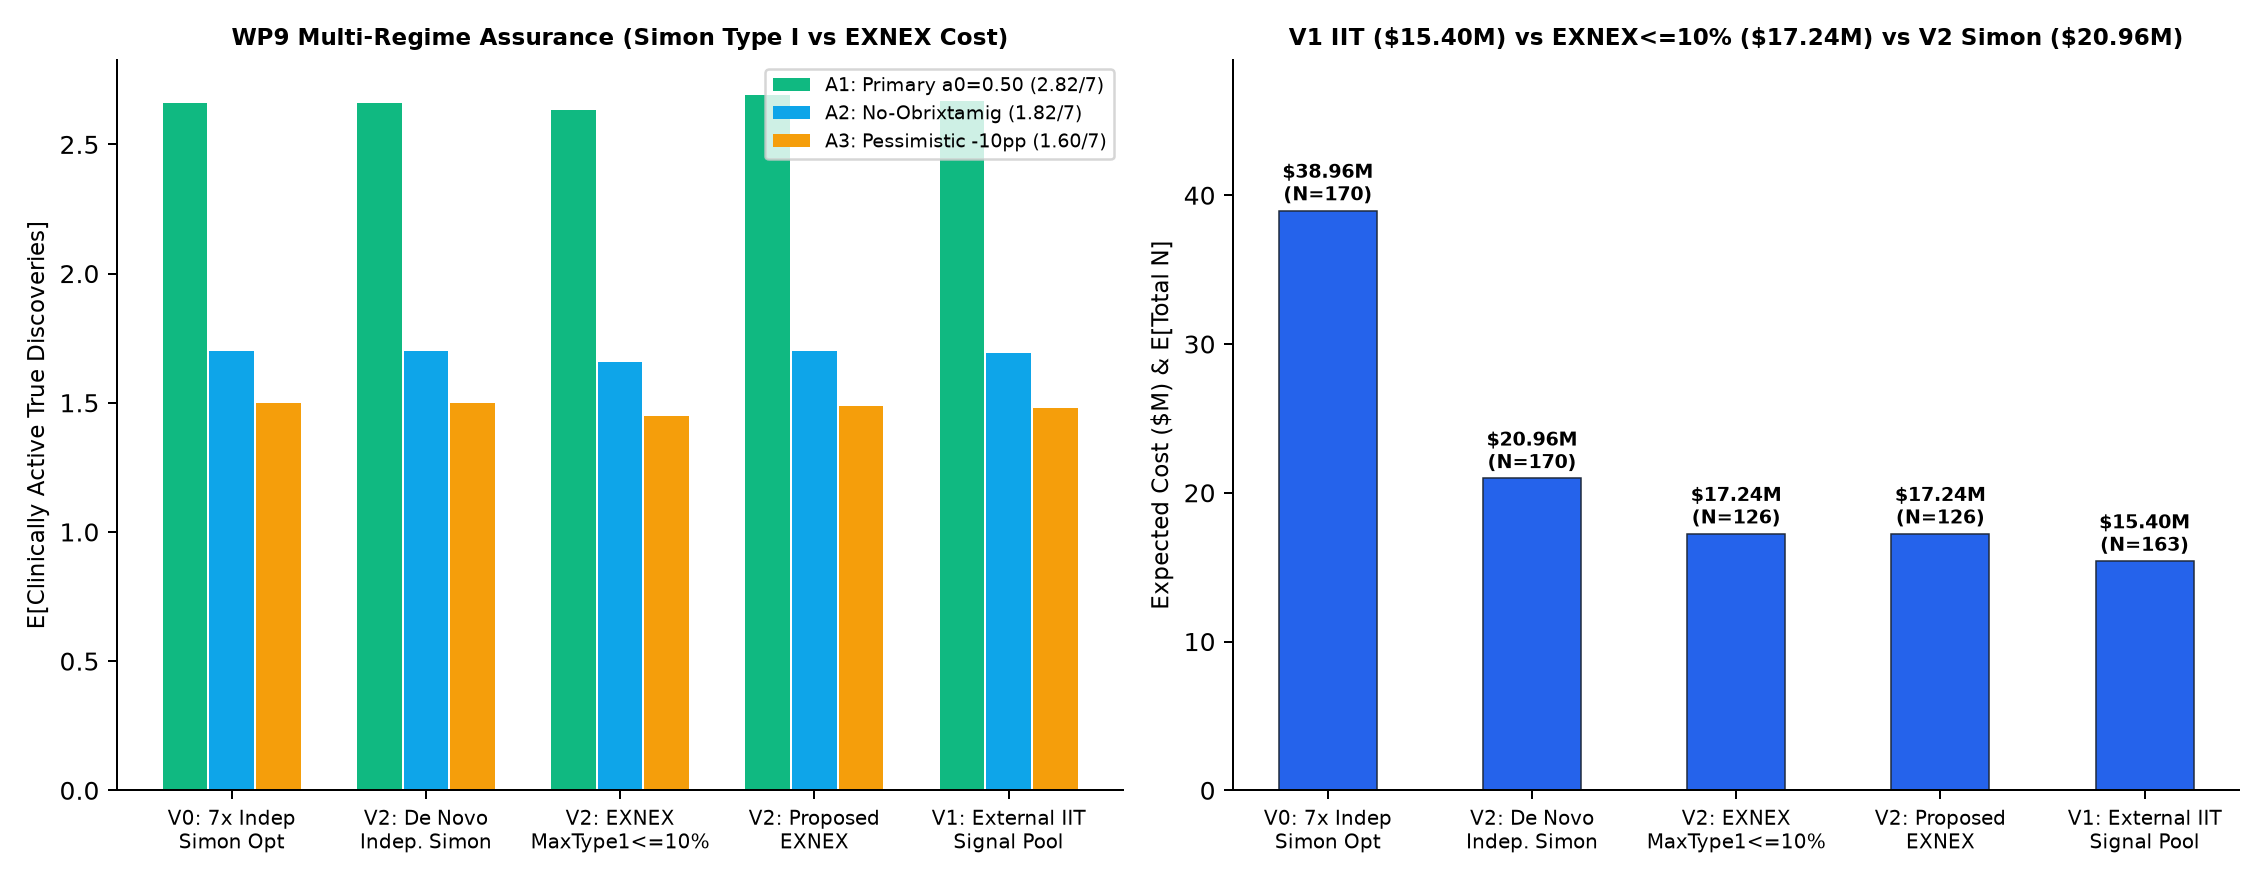 WP9 Multi-Regime Assurance (Simon Type I vs EXNEX Cost)
E[Clinically Active True Discoveries]
2.5
2.0
1.5
1.0
0.5
0.0
A1: Primary a0=0.50 (2.82/7)
A2: No-Obrixtamig (1.82/7)
A3: Pessimistic -10pp (1.60/7)
V0: 7x Indep
Simon Opt
V2: De Novo
Indep. Simon
V2: EXNEX
MaxType1<=10%
V2: Proposed
EXNEX
V1: External IIT
Signal Pool
V1 IIT ($15.40M) vs EXNEX<=10% ($17.24M) vs V2 Simon ($20.96M)
Expected Cost ($M) & E[Total N]
40
30
20
10
0
$38.96M
(N=170)
$20.96M
(N=170)
$17.24M
(N=126)
$17.24M
(N=126)
$15.40M
(N=163)
V0: 7x Indep
Simon Opt
V2: De Novo
Indep. Simon
V2: EXNEX
MaxType1<=10%
V2: Proposed
EXNEX
V1: External IIT
Signal Pool